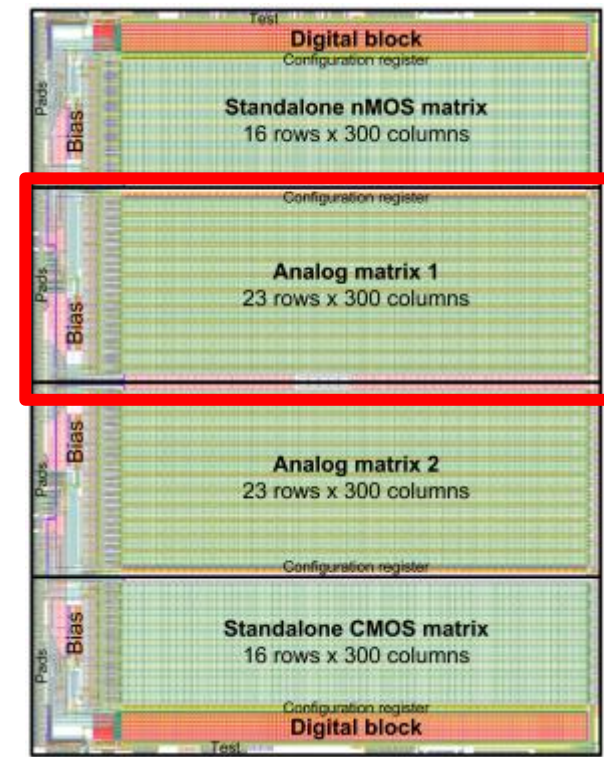 Test
Digital block
Configuration register
Pads
Bias
Standalone nMOS matrix
16 rows x 300 columns
Configuration register
Pads
Bias
Analog matrix 1
23 rows x 300 columns
Bias
Pads
Analog matrix 2
23 rows x 300 columns
Configuration register
Bias
Pads
Standalone CMOS matrix
16 rows x 300 columns
Configuration register
Digital block
Test